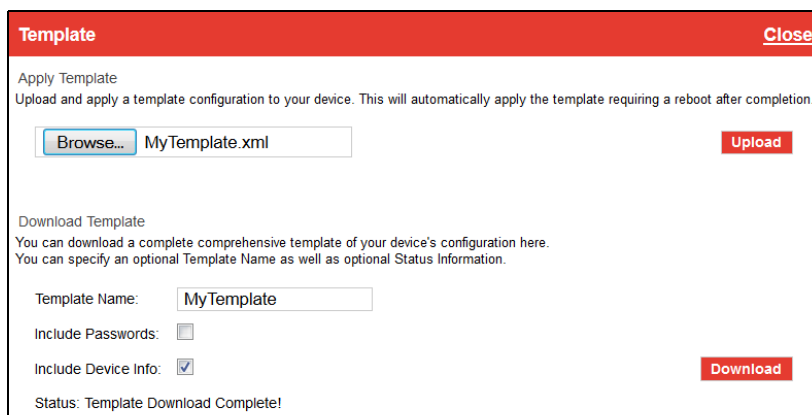 Template Close
Apply Template
Upload and apply a template configuration to your device. This will automatically apply the template requiring a reboot after completion.
Browse... MyTemplate.xml Upload
Download Template
You can download a complete comprehensive template of your device's configuration here.
You can specify an optional Template Name as well as optional Status Information.
Template Name: MyTemplate
Include Passwords:
Include Device Info: Download
Status: Template Download Complete!